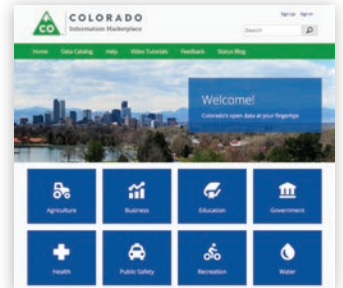 COLORADO
Information Marketplace
CO
Sign Up Sign In
Search
Home Data Catalog Help Video Tutorials Feedback Status Blog
Welcome!
Colorado's open data at your fingertips
Agriculture Business Education Government
Health Public Safety Recreation Water